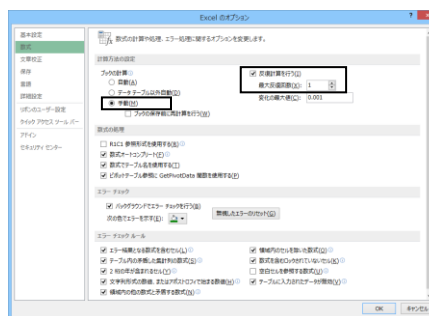 Excel のオプション
? ×
基本設定
数式
文章校正
保存
言語
詳細設定
リボンのユーザー設定
クイック アクセス ツール バー
アドイン
セキュリティ センター
数式の計算や処理、エラー処理に関するオプションを変更します。
計算方法の設定
ブックの計算
自動(A)
データ テーブル以外自動(D)
手動(M)
ブックの保存前に再計算を行う(W)
反復計算を行う(I)
最大反復回数(X): 1
変化の最大値(C): 0.001
数式の処理
R1C1 参照形式を使用する(R)
数式オートコンプリート(F)
数式でテーブル名を使用する(T)
ピボットテーブル参照に GetPivotData 関数を使用する(P)
エラー チェック
バックグラウンドでエラー チェックを行う(B)
次の色でエラーを示す(E):
無視したエラーのリセット(G)
エラー チェック ルール
エラー結果となる数式を含むセル(L)
テーブル内の矛盾した集計列の数式(S)
2 桁の年が含まれるセル(Y)
文字列形式の数値、またはアポストロフィで始まる数値(H)
領域内の他の数式と矛盾する数式(N)
領域内のセルを除いた数式(O)
数式を含むロックされていないセル(K)
空白セルを参照する数式(U)
テーブルに入力されたデータが無効(V)
OK
キャンセル